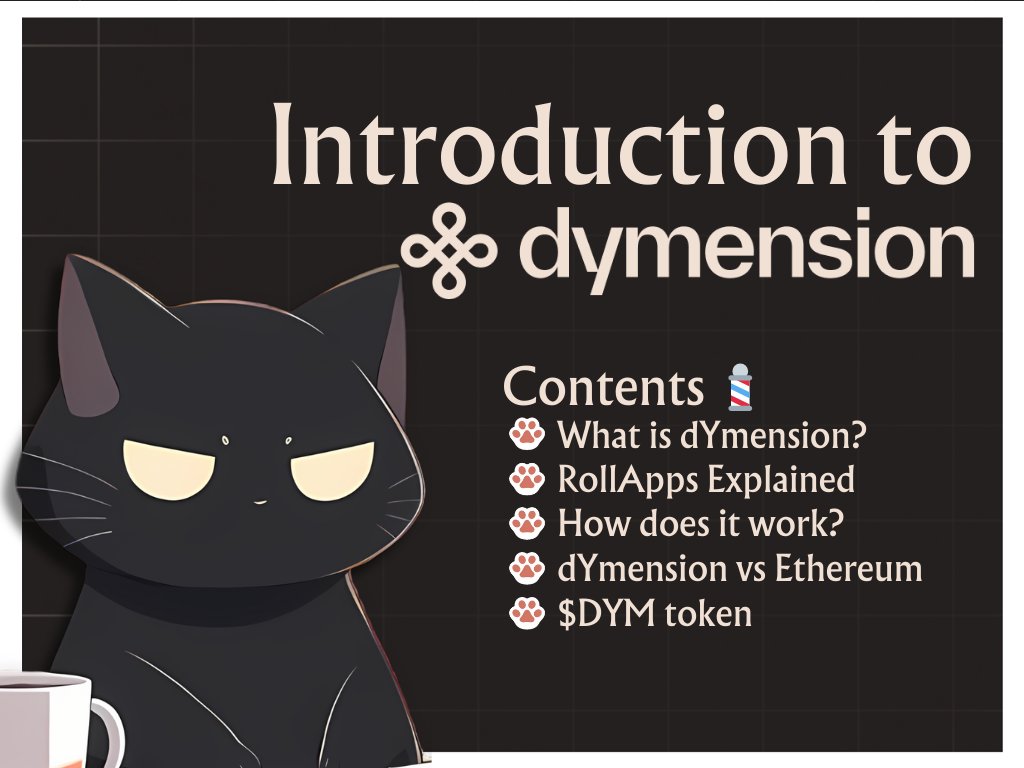 Introduction to
dymension
Contents 💈
What is dYmension?
RollApps Explained
How does it work?
dYmension vs Ethereum
$DYM token